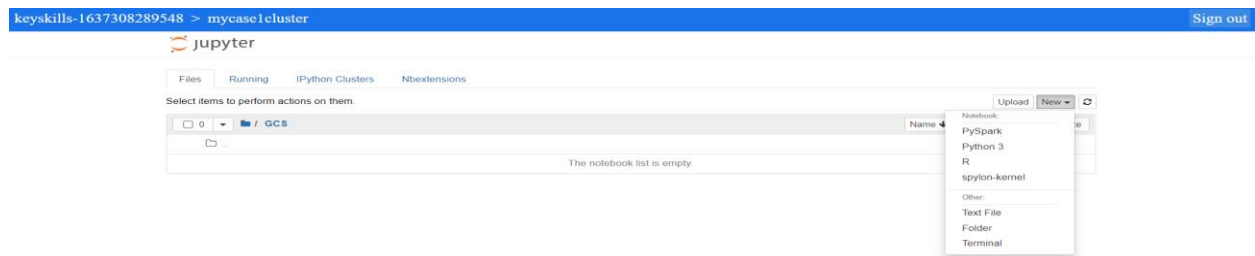 keyskills-1637308289548 > mycase1cluster Sign out
jupyter
Files Running IPython Clusters Nbextensions
Select items to perform actions on them. Upload New
0 / GCS Name
..
The notebook list is empty.
Notebook:
PySpark
Python 3
R
spylon-kernel
Other:
Text File
Folder
Terminal